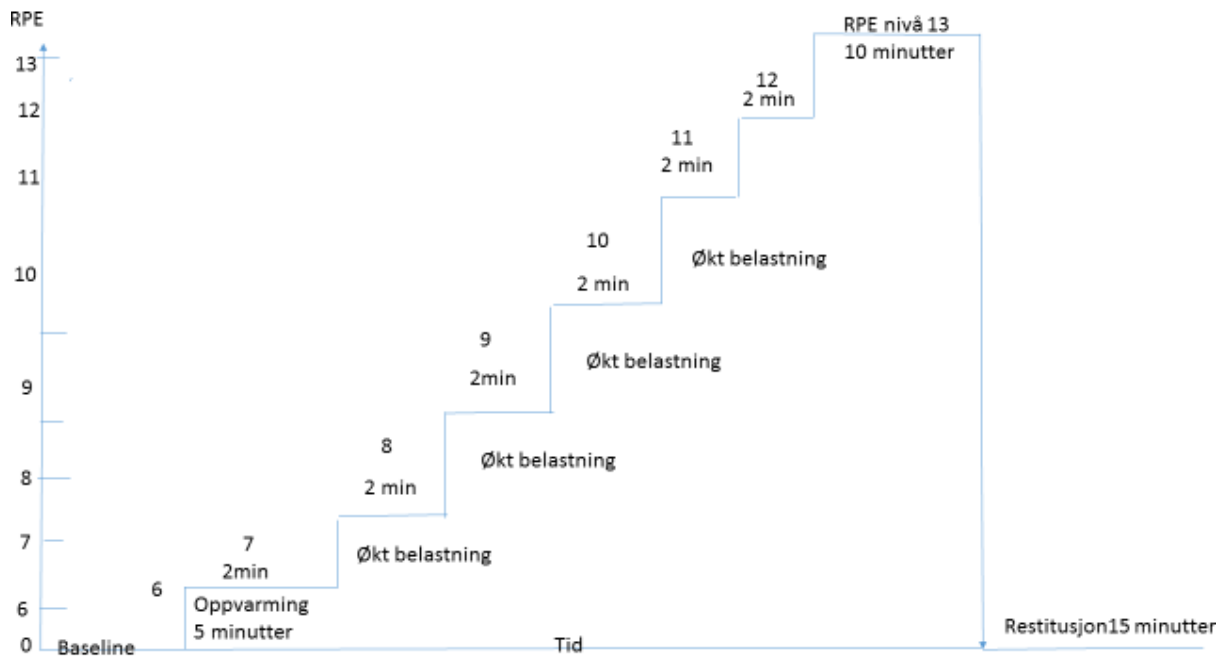 RPE
13
12
11
10
9
8
7
6
0
RPE nivå 13
10 minutter
12
2 min
11
2 min
10
2 min
Økt belastning
9
2min
Økt belastning
8
2 min
Økt belastning
7
2min
Økt belastning
6
Oppvarming
5 minutter
Baseline
Tid
Restitusjon15 minutter